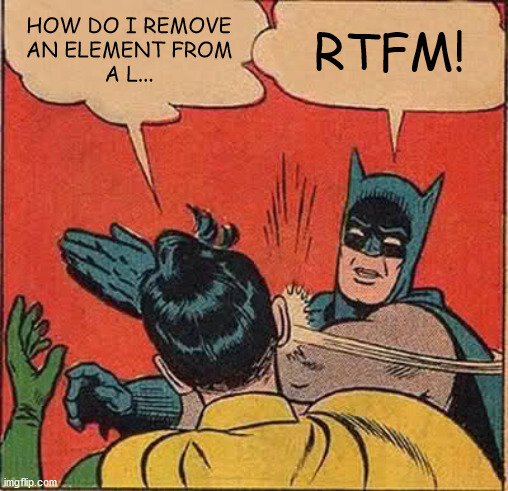 HOW DO I REMOVE
AN ELEMENT FROM
A L...
RTFM!
imgflip.com